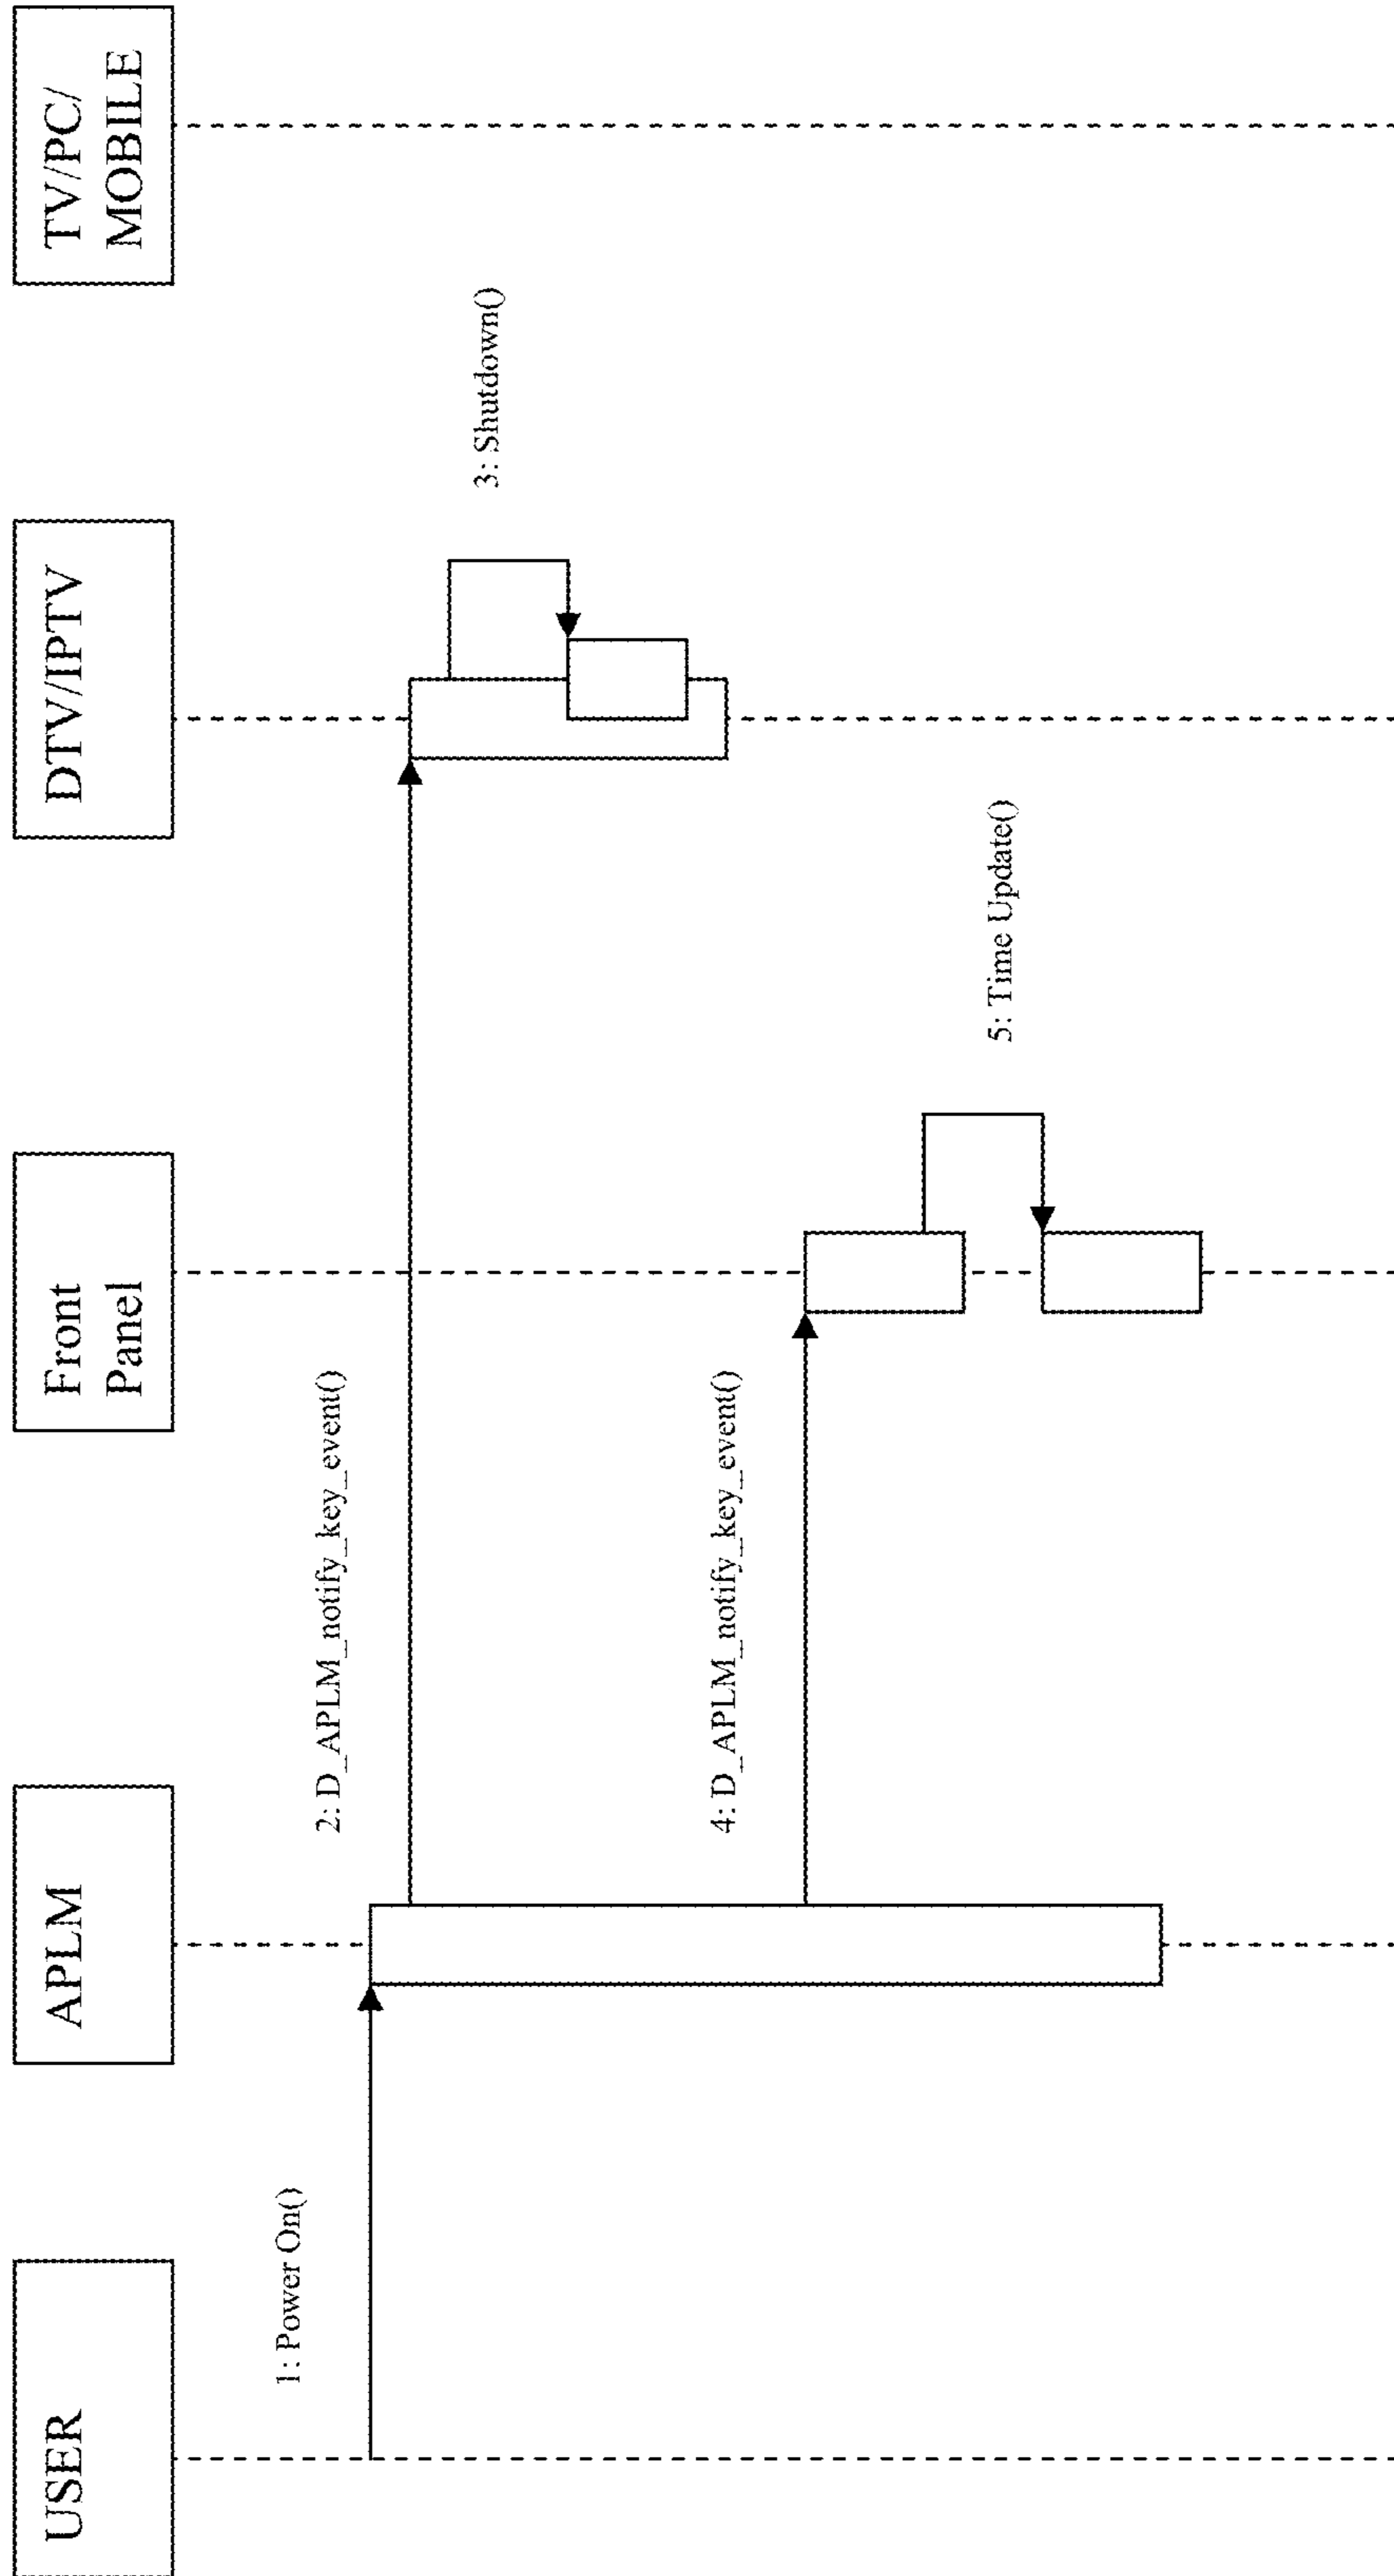 USER
APLM
Front
Panel
DTV/IPTV
TV/PC/
MOBILE
1: Power On()
2: D_APLM_notify_key_event()
3: Shutdown()
4: D_APLM_notify_key_event()
5: Time Update()